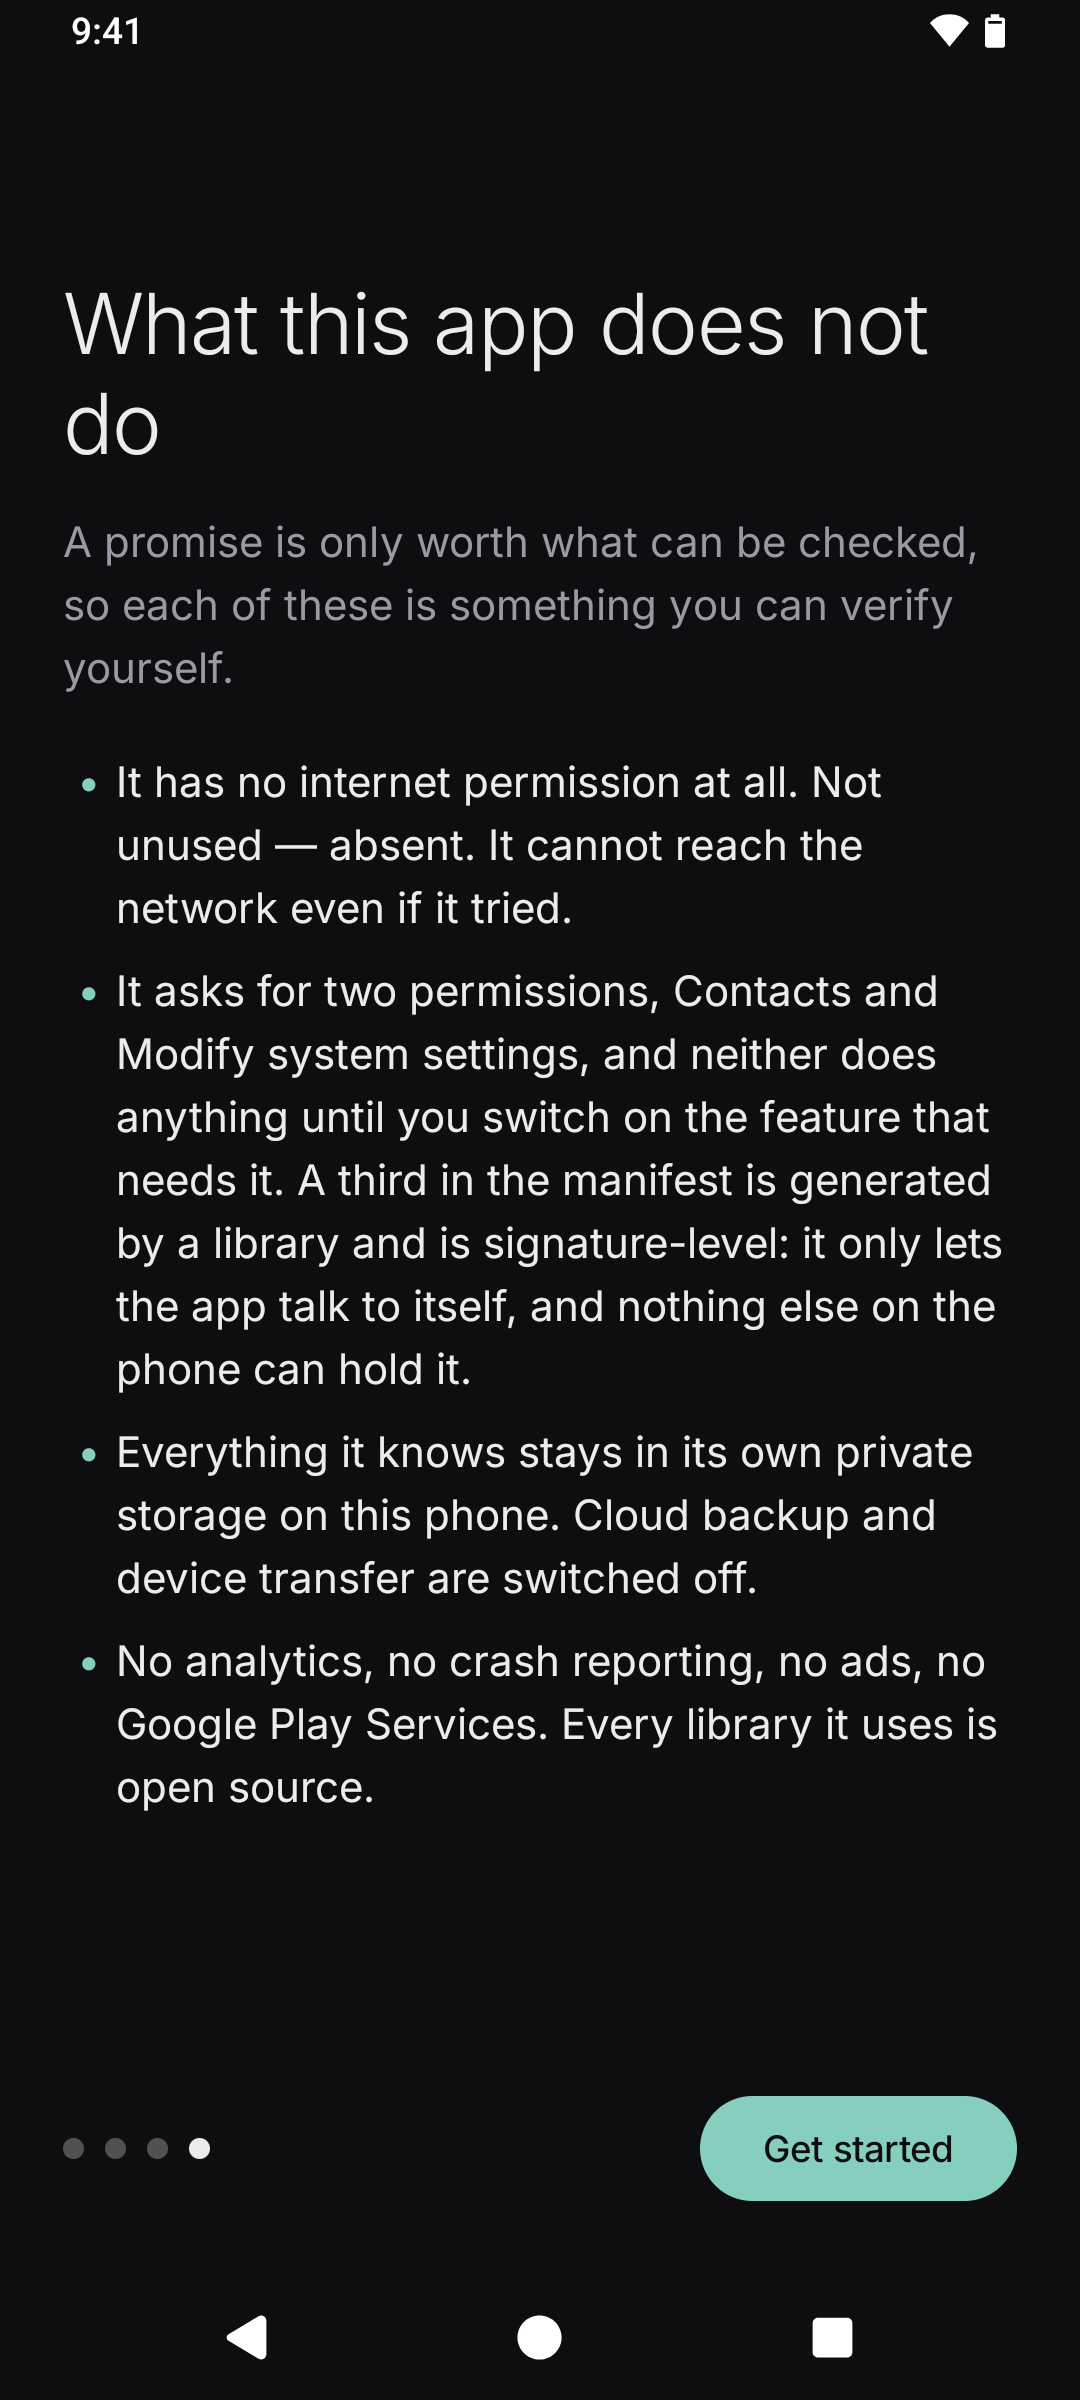 9:41
What this app does not
do
A promise is only worth what can be checked,
so each of these is something you can verify
yourself.
• It has no internet permission at all. Not
unused — absent. It cannot reach the
network even if it tried.
• It asks for two permissions, Contacts and
Modify system settings, and neither does
anything until you switch on the feature that
needs it. A third in the manifest is generated
by a library and is signature-level: it only lets
the app talk to itself, and nothing else on the
phone can hold it.
• Everything it knows stays in its own private
storage on this phone. Cloud backup and
device transfer are switched off.
• No analytics, no crash reporting, no ads, no
Google Play Services. Every library it uses is
open source.
Get started